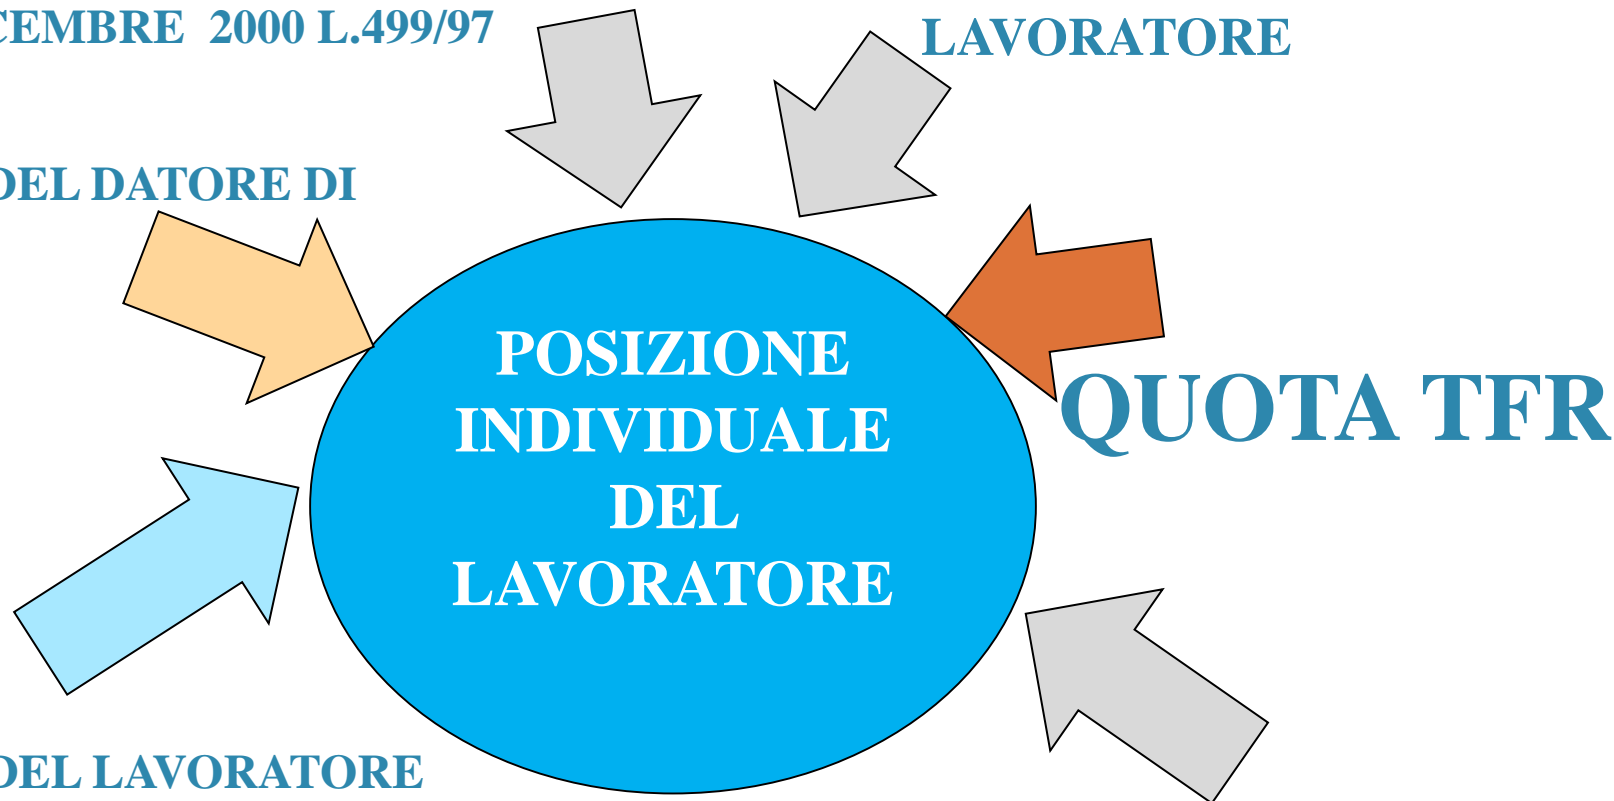 CEMBRE 2000 L.499/97
LAVORATORE
DEL DATORE DI
POSIZIONE
INDIVIDUALE
DEL
LAVORATORE
QUOTA TFR
DEL LAVORATORE